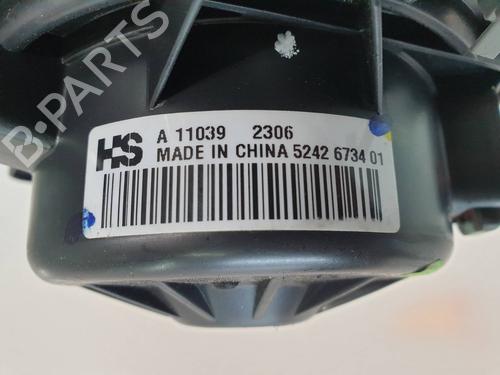 B-PARTS
HS A 11039 2306
MADE IN CHINA 5242 6734 01